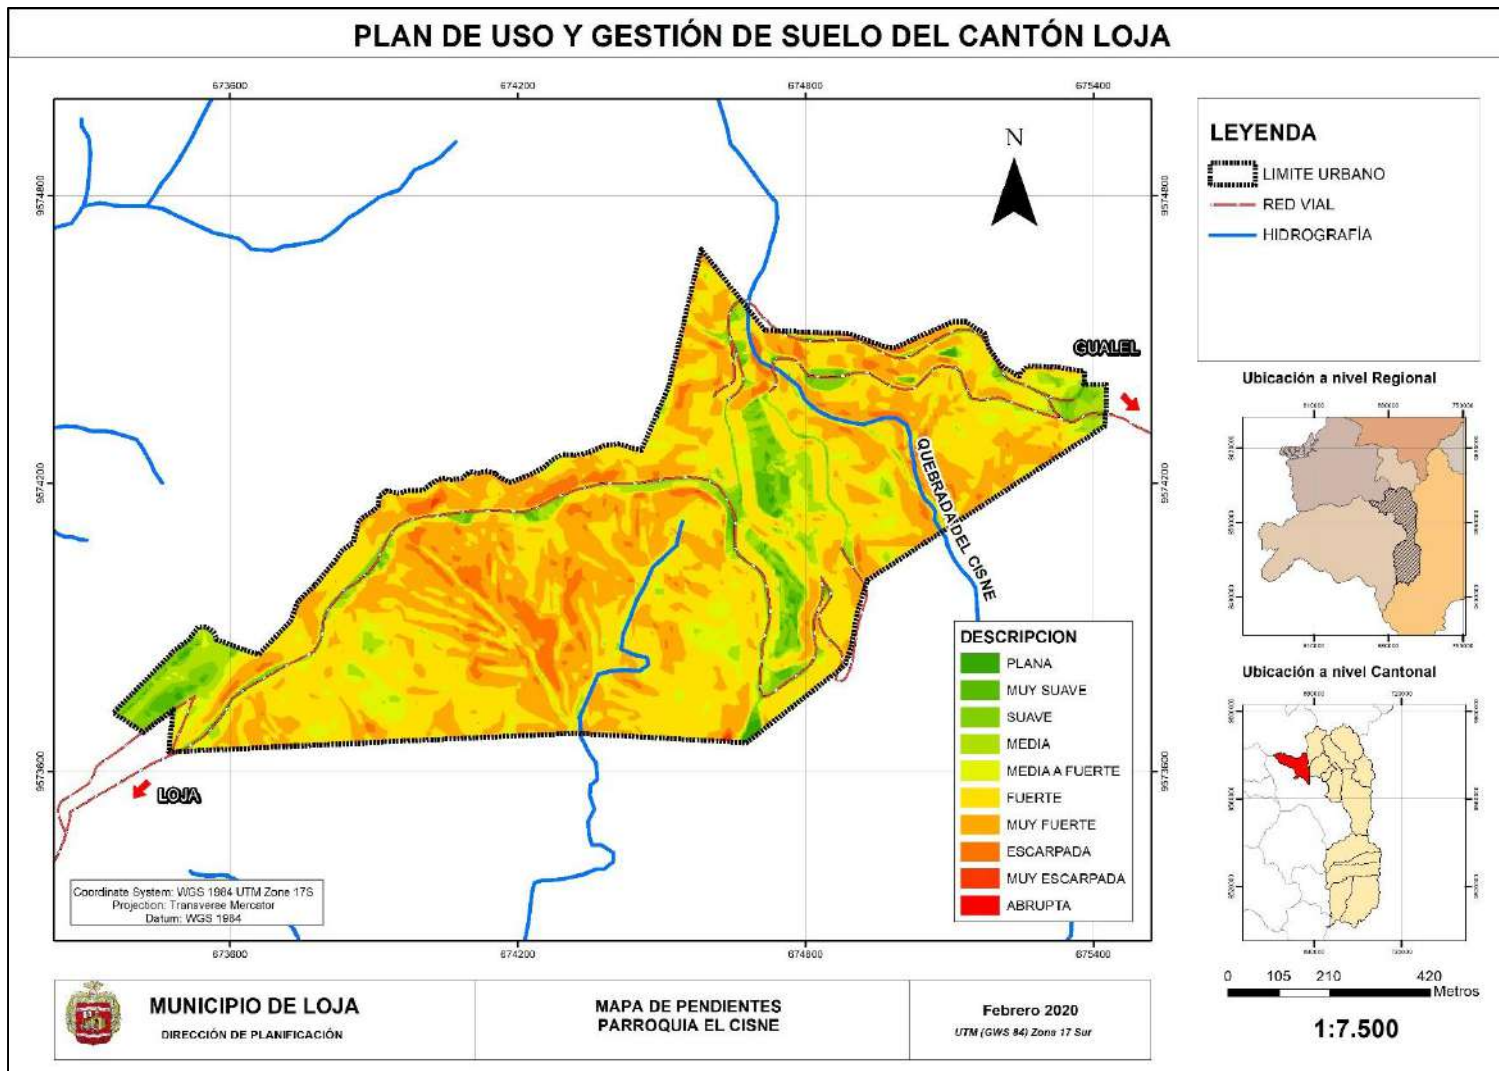 PLAN DE USO Y GESTIÓN DE SUELO DEL CANTÓN LOJA
673600
674200
674800
675400
9574800
9574800
N
GUALEL
9574200
9574200
QUEBRADA DEL CISNE
9573600
9573600
LOJA
DESCRIPCION
PLANA
MUY SUAVE
SUAVE
MEDIA
MEDIA A FUERTE
FUERTE
MUY FUERTE
ESCARPADA
MUY ESCARPADA
ABRUPTA
Coordinate System: WGS 1984 UTM Zone 17S
Projection: Transverse Mercator
Datum: WGS 1984
673600
674200
674800
675400
LEYENDA
LIMITE URBANO
RED VIAL
HIDROGRAFÍA
Ubicación a nivel Regional
Ubicación a nivel Cantonal
0 105 210 420
Metros
1:7.500
MUNICIPIO DE LOJA
DIRECCIÓN DE PLANIFICACIÓN
MAPA DE PENDIENTES
PARROQUIA EL CISNE
Febrero 2020
UTM (GWS 84) Zona 17 Sur